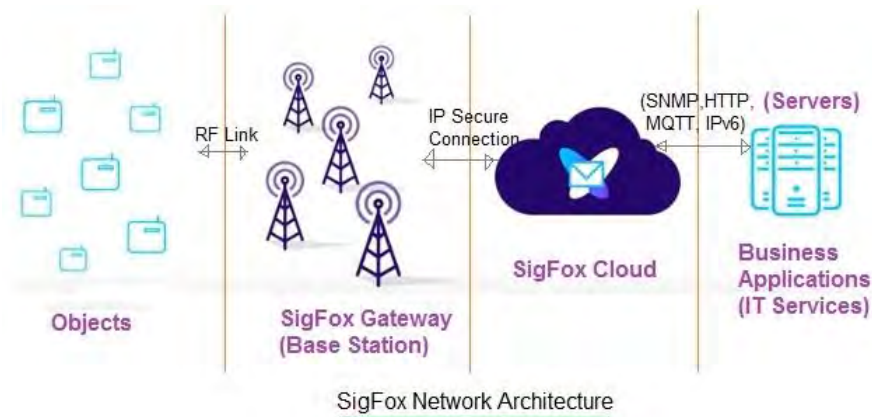 RF Link
IP Secure
Connection
(SNMP,HTTP,
MQTT, IPv6)
(Servers)
Objects
SigFox Gateway
(Base Station)
SigFox Cloud
Business
Applications
(IT Services)
SigFox Network Architecture